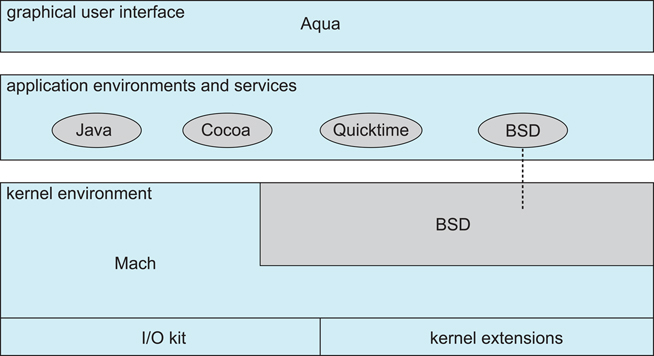 graphical user interface
Aqua
application environments and services
Java Cocoa Quicktime BSD
kernel environment
BSD
Mach
I/O kit kernel extensions